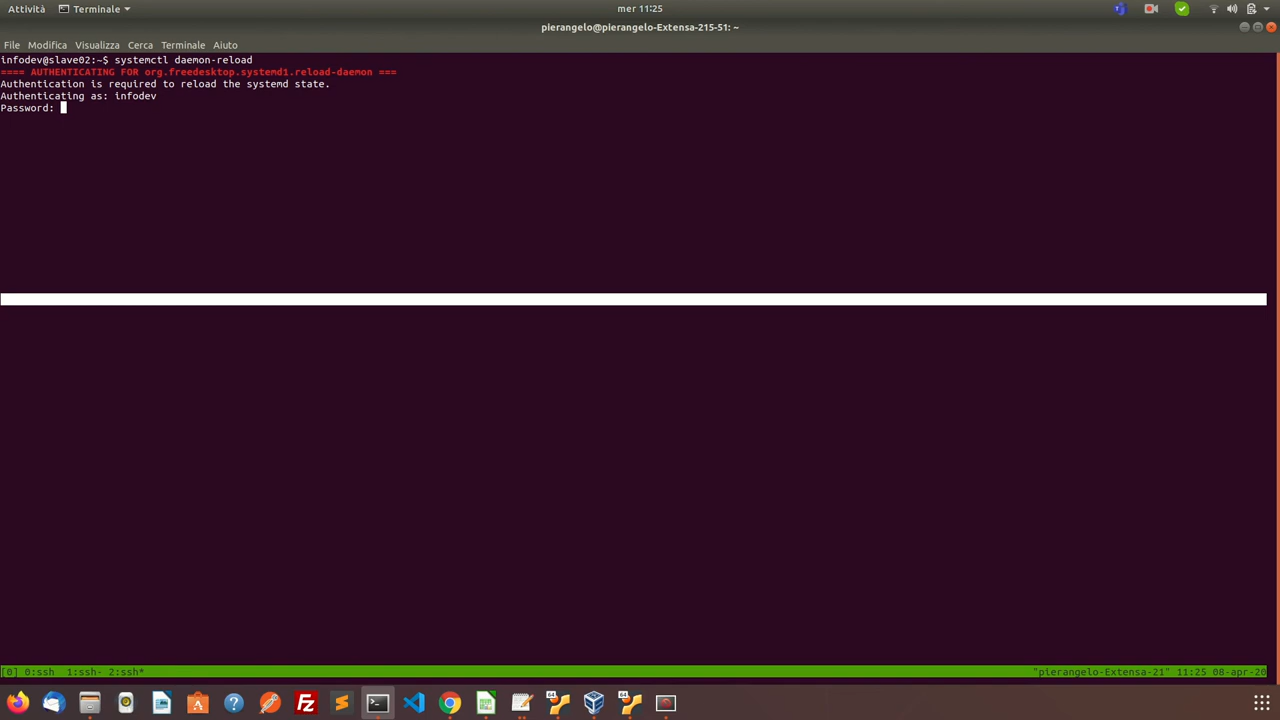 Attività
Terminale
mer 11:25
pierangelo@pierangelo-Extensa-215-51: ~
File Modifica Visualizza Cerca Terminale Aiuto
infodev@slave02:~$ systemctl daemon-reload
==== AUTHENTICATING FOR org.freedesktop.systemd1.reload-daemon ===
Authentication is required to reload the systemd state.
Authenticating as: infodev
Password:
[0] 0:ssh 1:ssh- 2:ssh*
"pierangelo-Extensa-21" 11:25 08-apr-20